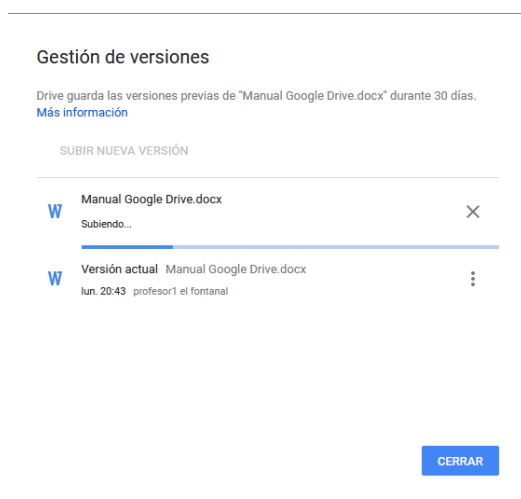 Gestión de versiones
Drive guarda las versiones previas de "Manual Google Drive.docx" durante 30 días.
Más información
SUBIR NUEVA VERSIÓN
Manual Google Drive.docx
Subiendo...
Versión actual Manual Google Drive.docx
lun. 20:43 profesor1 el fontanal
CERRAR